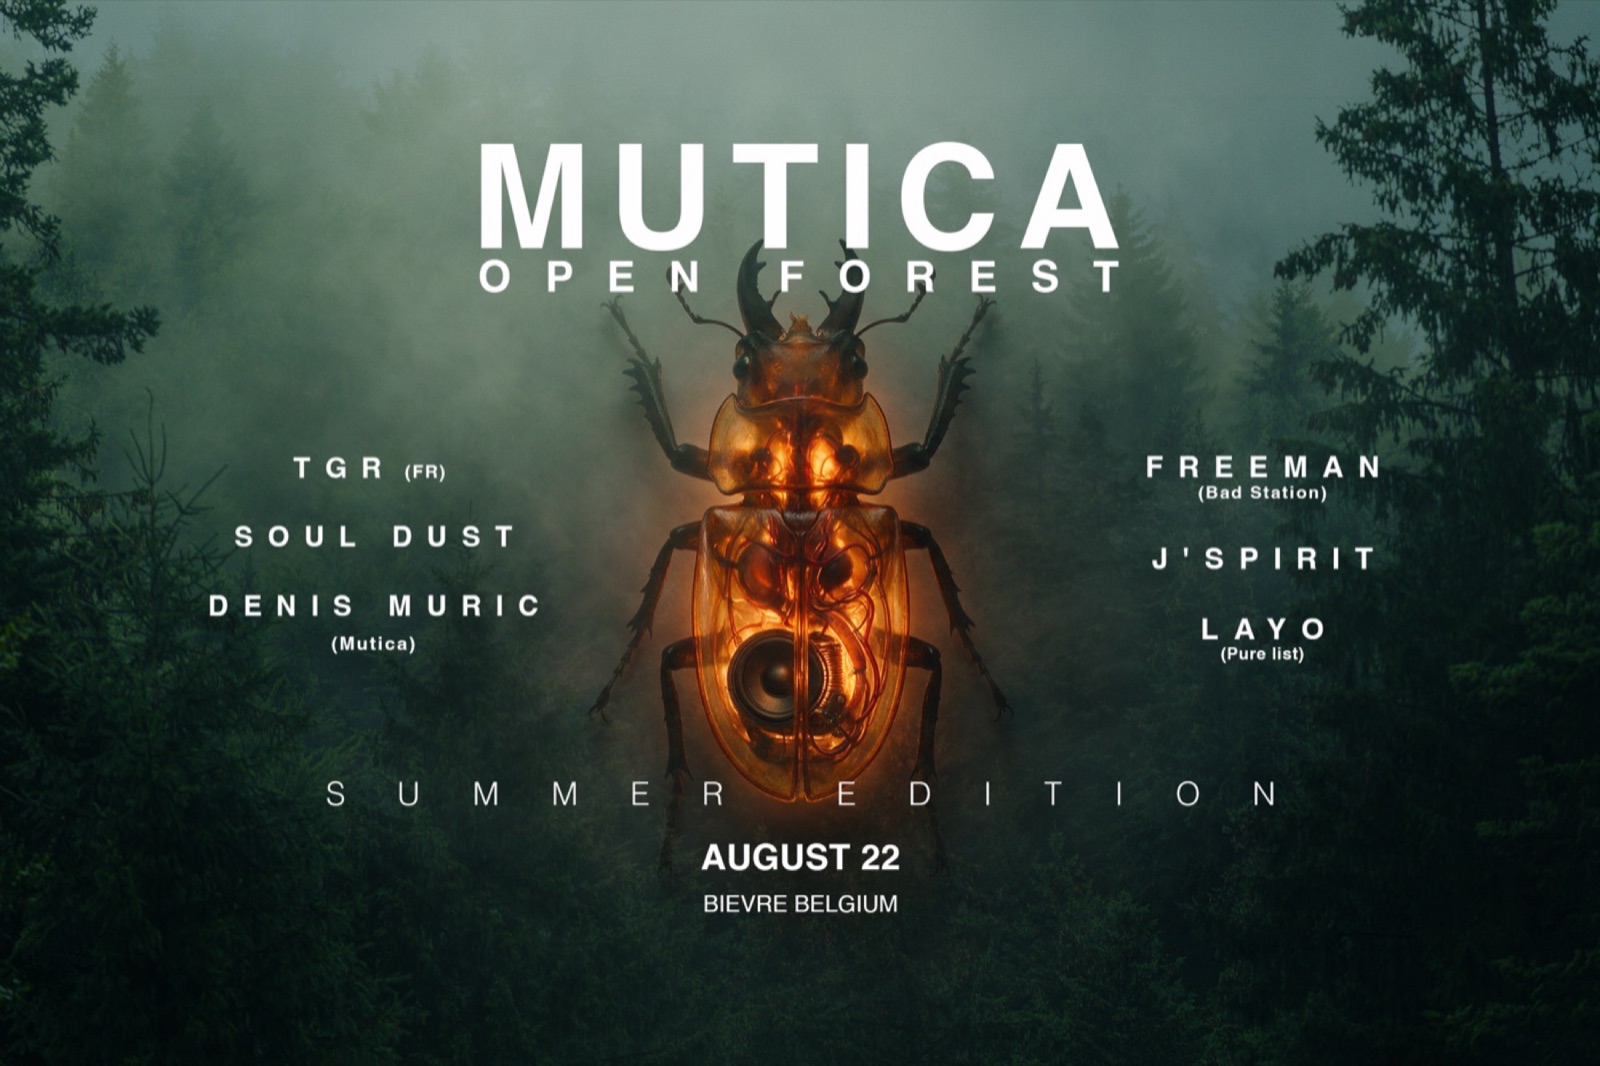 MUTICA
OPEN FOREST
TGR (FR)
SOUL DUST
DENIS MURIC
(Mutica)
FREEMAN
(Bad Station)
J'SPIRIT
LAYO
(Pure list)
SUMMER EDITION
AUGUST 22
BIEVRE BELGIUM